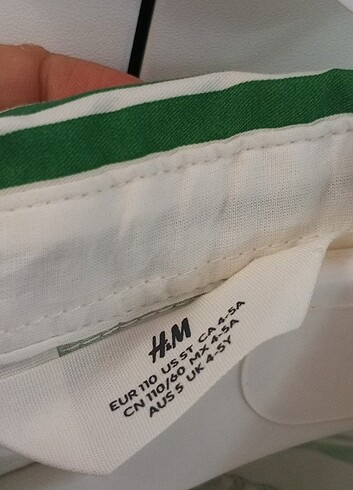 H&M
EUR 110 US 5T CA 4-5A
CN 110/60 MX 4-5A
AUS 5 UK 4-5Y